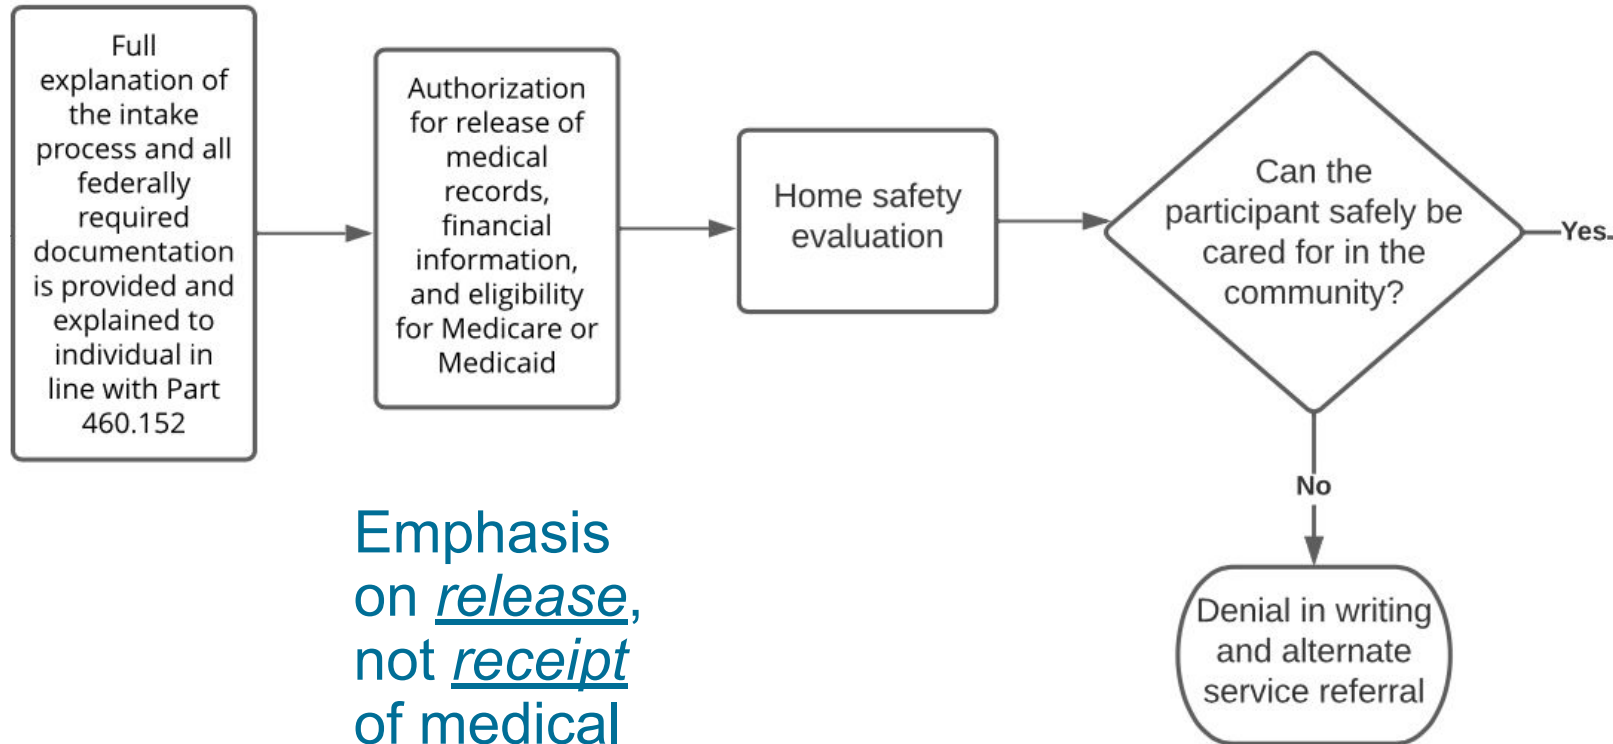 Full
explanation of
the intake
process and all
federally
required
documentation
is provided and
explained to
individual in
line with Part
460.152
Authorization
for release of
medical
records,
financial
information,
and eligibility
for Medicare or
Medicaid
Home safety
evaluation
Can the
participant safely be
cared for in the
community?
Yes
No
Denial in writing
and alternate
service referral
Emphasis
on release,
not receipt
of medical